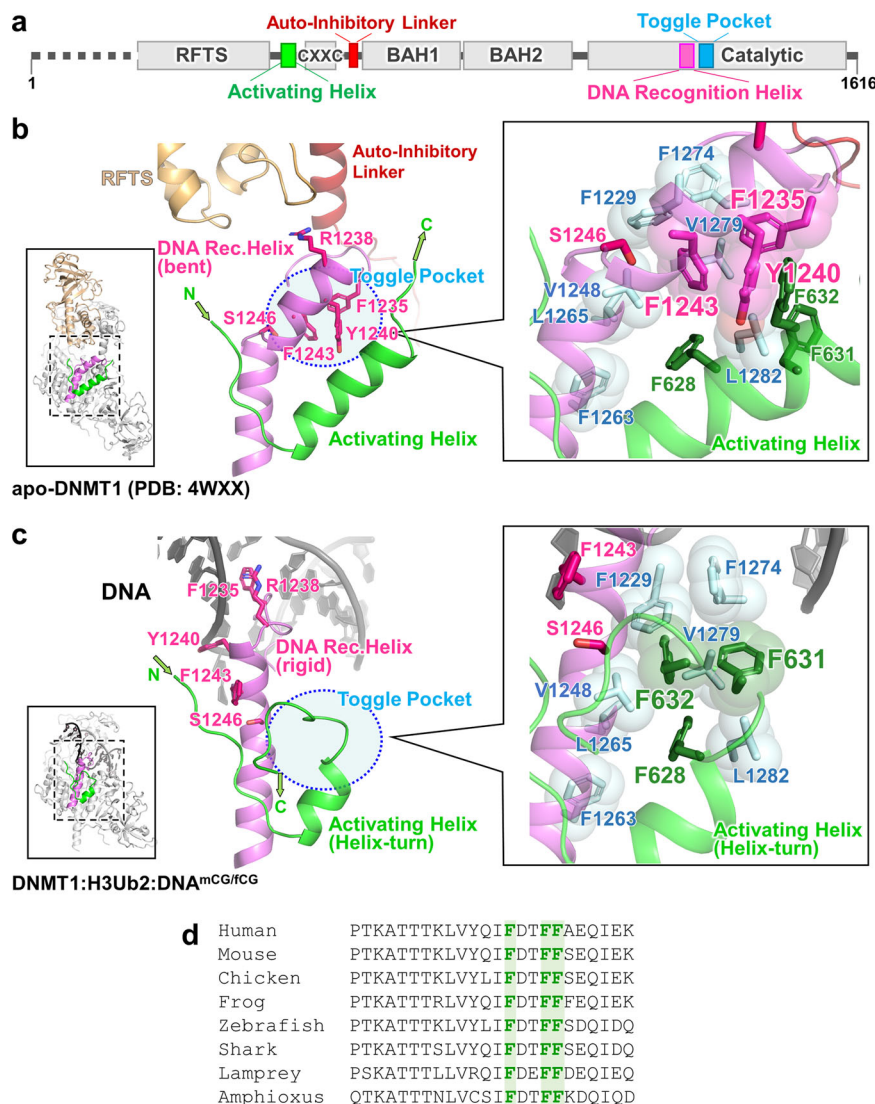 a
Auto-Inhibitory Linker
Toggle Pocket
RFTS
CXXC
BAH1
BAH2
Catalytic
1
1616
Activating Helix
DNA Recognition Helix
b
RFTS
Auto-Inhibitory
Linker
C
R1238
DNA Rec.Helix
(bent)
Toggle Pocket
N
S1246
F1235
Y1240
F1243
Activating Helix
apo-DNMT1 (PDB: 4WXX)
F1274
F1229
F1235
V1279
S1246
Y1240
V1248
F1243
F632
L1265
F631
F628
L1282
F1263
Activating Helix
c
DNA
F1235
R1238
Y1240
DNA Rec.Helix
(rigid)
N
F1243
Toggle Pocket
S1246
C
Activating Helix
(Helix-turn)
DNMT1:H3Ub2:DNAmCG/fCG
F1243
F1229
F1274
S1246
V1279
F631
V1248
F632
L1265
F628
L1282
F1263
Activating Helix
(Helix-turn)
d
Human PTKATTTKLVYQIFDTFFAEQIEK
Mouse PTKATTTKLVYQIFDTFFSEQIEK
Chicken PTKATTTKLVYLIFDTFFSEQIEK
Frog PTKATTTRLVYQIFDTFFFEQIEK
Zebrafish PTKATTTKLVYLIFDTFFSDQIDQ
Shark PTKATTTSLVYQIFDTFFSEQIDQ
Lamprey PSKATTTLLVRQIFDEFFDEQIEQ
Amphioxus QTKATTTNLVCSIFDTFFKDQIQD